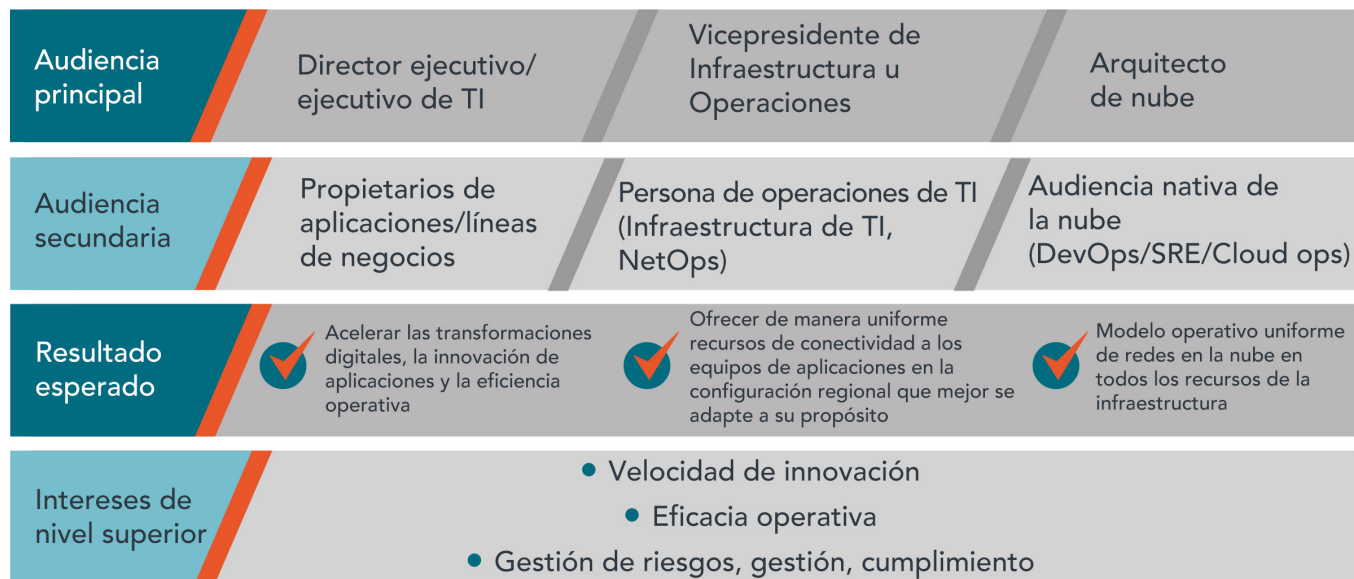 Audiencia
principal
Director ejecutivo/
ejecutivo de TI
Vicepresidente de
Infraestructura u
Operaciones
Arquitecto
de nube
Audiencia
secundaria
Propietarios de
aplicaciones/líneas
de negocios
Persona de operaciones de TI
(Infraestructura de TI,
NetOps)
Audiencia nativa de
la nube
(DevOps/SRE/Cloud ops)
Resultado
esperado
Acelerar las transformaciones
digitales, la innovación de
aplicaciones y la eficiencia
operativa
Ofrecer de manera uniforme
recursos de conectividad a los
equipos de aplicaciones en la
configuración regional que mejor se
adapte a su propósito
Modelo operativo uniforme
de redes en la nube en
todos los recursos de la
infraestructura
Intereses de
nivel superior
• Velocidad de innovación
• Eficacia operativa
• Gestión de riesgos, gestión, cumplimiento